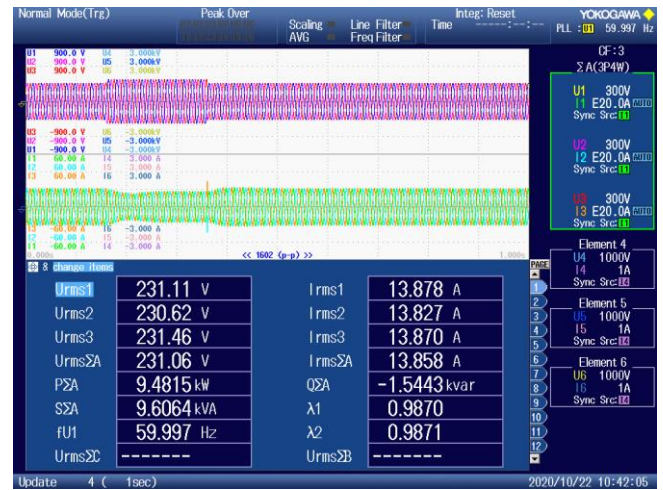 Normal Mode(Trg) Peak Over Scaling Line Filter Time ----:--:-- Integ: Reset YOKOGAWA
AVG Freq Filter PLL :U1 59.997 Hz
U1 900.0 V U4 3.000kV
U2 900.0 V U5 3.000kV
U3 900.0 V U6 3.000kV
U3 -900.0 V U6 -3.000kV
U2 -900.0 V U5 -3.000kV
U1 -900.0 V U4 -3.000kV
I1 60.00 A I4 3.000 A
I2 60.00 A I5 3.000 A
I3 60.00 A I6 3.000 A
I3 -60.00 A I6 -3.000 A
I2 -60.00 A I5 -3.000 A
I1 -60.00 A I4 -3.000 A
0.000s << 1602 (p-p) >> 1.000s
& change items
Urms1 231.11 V Irms1 13.878 A
Urms2 230.62 V Irms2 13.827 A
Urms3 231.46 V Irms3 13.870 A
UrmsΣA 231.06 V IrmsΣA 13.858 A
PΣA 9.4815 kW QΣA -1.5443 kvar
SΣA 9.6064 kVA λ1 0.9870
fU1 59.997 Hz λ2 0.9871
UrmsΣC ------- UrmsΣB -------
PAGE
1
2
3
4
5
6
7
8
9
10
11
12
CF:3
ΣA(3P4W)
U1 300V
I1 E20.0A AUTO
Sync Src:I1
U2 300V
I2 E20.0A AUTO
Sync Src:I1
U3 300V
I3 E20.0A AUTO
Sync Src:I1
Element 4
U4 1000V
I4 1A
Sync Src:I4
Element 5
U5 1000V
I5 1A
Sync Src:I4
Element 6
U6 1000V
I6 1A
Sync Src:I4
Update 4 ( 1sec) 2020/10/22 10:42:05